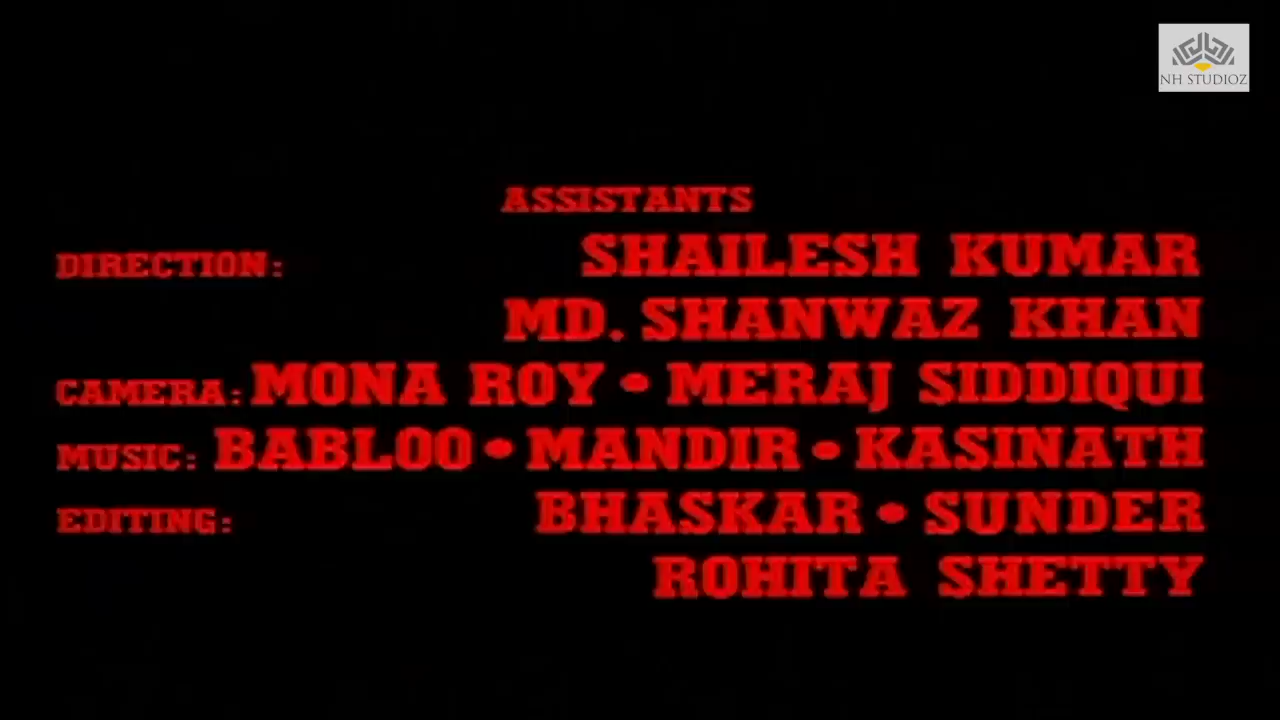 NH STUDIOZ
ASSISTANTS
DIRECTION: SHAILESH KUMAR
MD. SHANWAZ KHAN
CAMERA: MONA ROY • MERAJ SIDDIQUI
MUSIC: BABLOO • MANDIR • KASINATH
EDITING: BHASKAR • SUNDER
ROHITA SHETTY